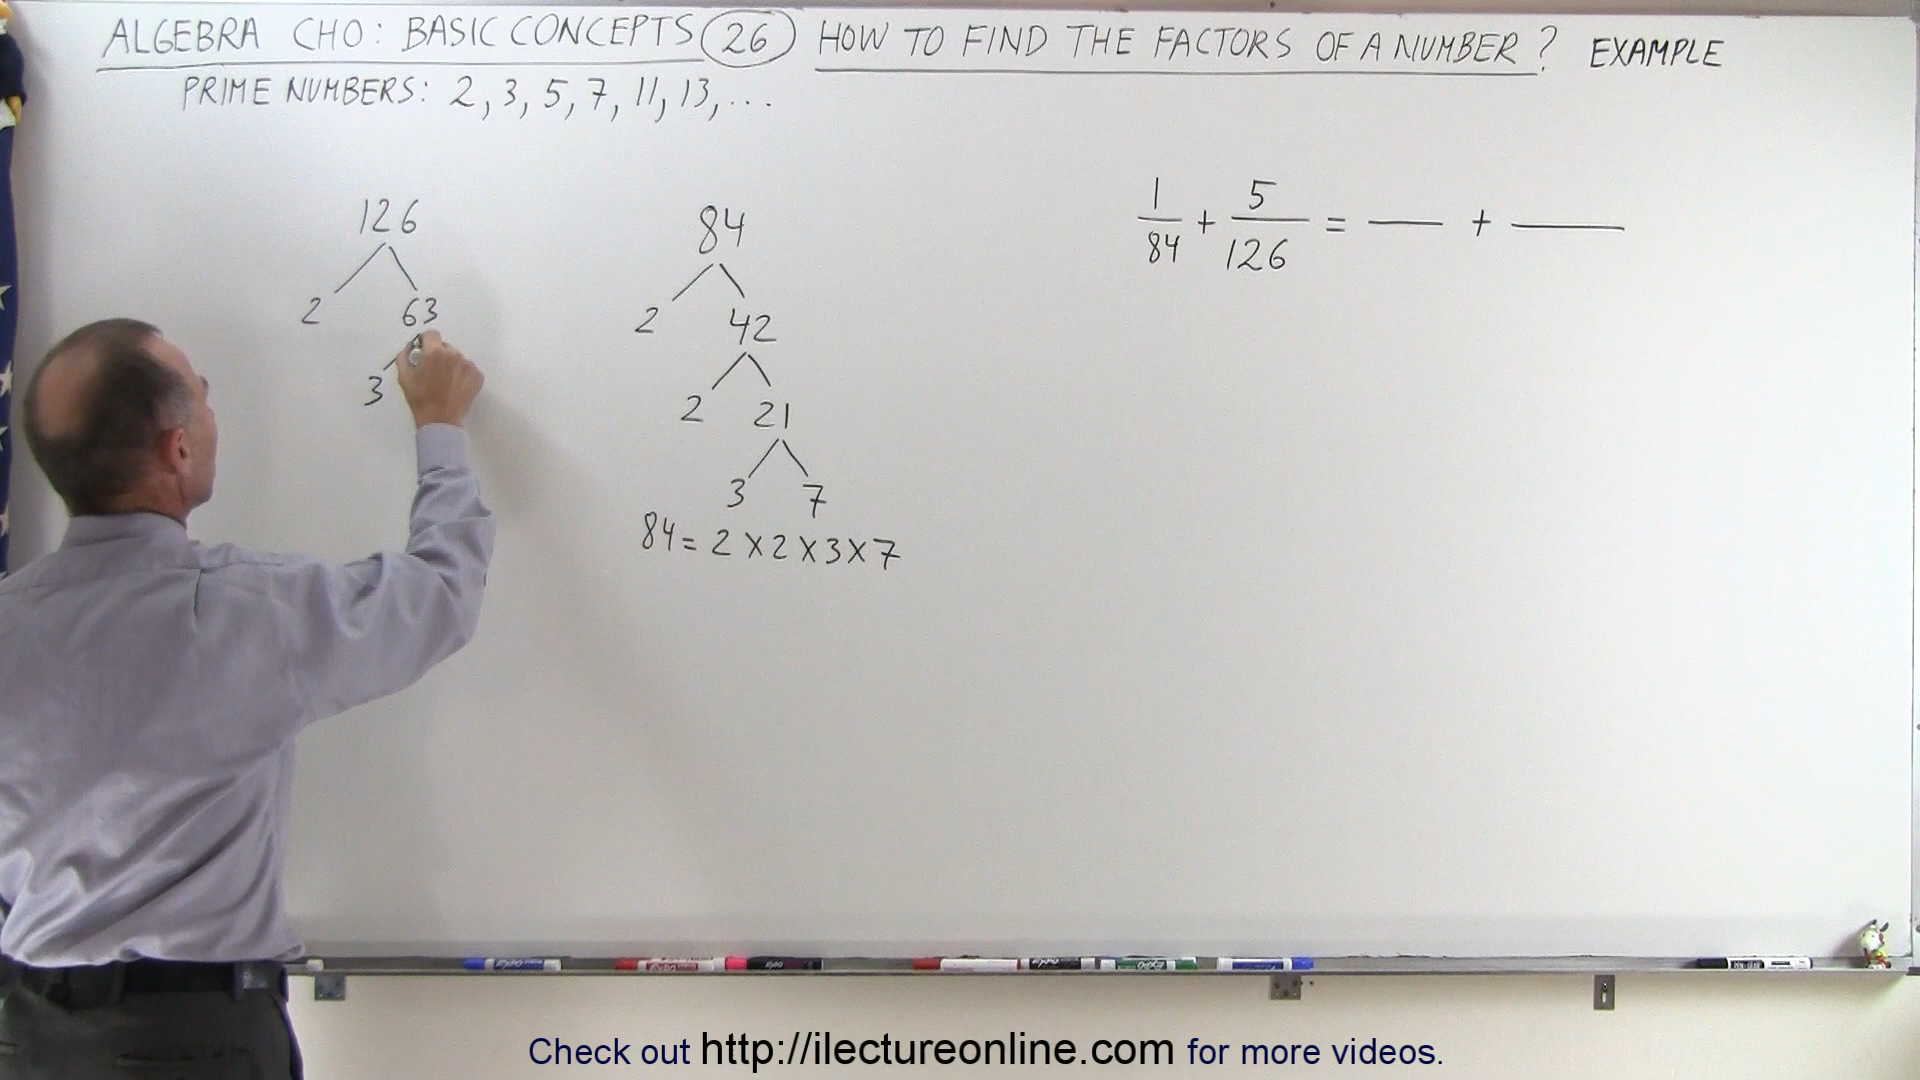 ALGEBRA CHO: BASIC CONCEPTS 26 HOW TO FIND THE FACTORS OF A NUMBER? EXAMPLE
PRIME NUMBERS: 2, 3, 5, 7, 11, 13, ...
126
2 63
3
84
2 42
2 21
3 7
84 = 2 X 2 X 3 X 7
1/84 + 5/126 = — + —
Check out http://ilectureonline.com for more videos.